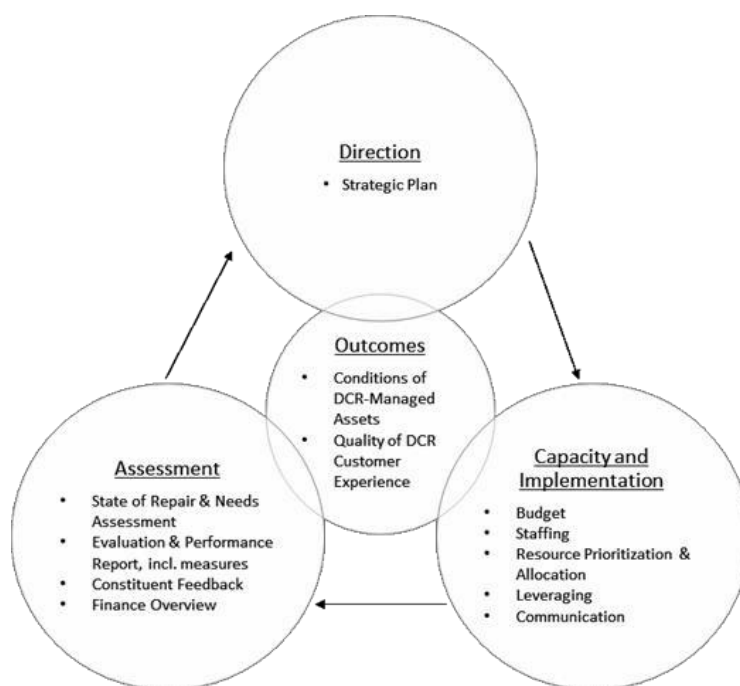 Direction
• Strategic Plan
Outcomes
• Conditions of
DCR-Managed
Assets
• Quality of DCR
Customer
Experience
Assessment
• State of Repair & Needs
Assessment
• Evaluation & Performance
Report, incl. measures
• Constituent Feedback
• Finance Overview
Capacity and
Implementation
• Budget
• Staffing
• Resource Prioritization &
Allocation
• Leveraging
• Communication